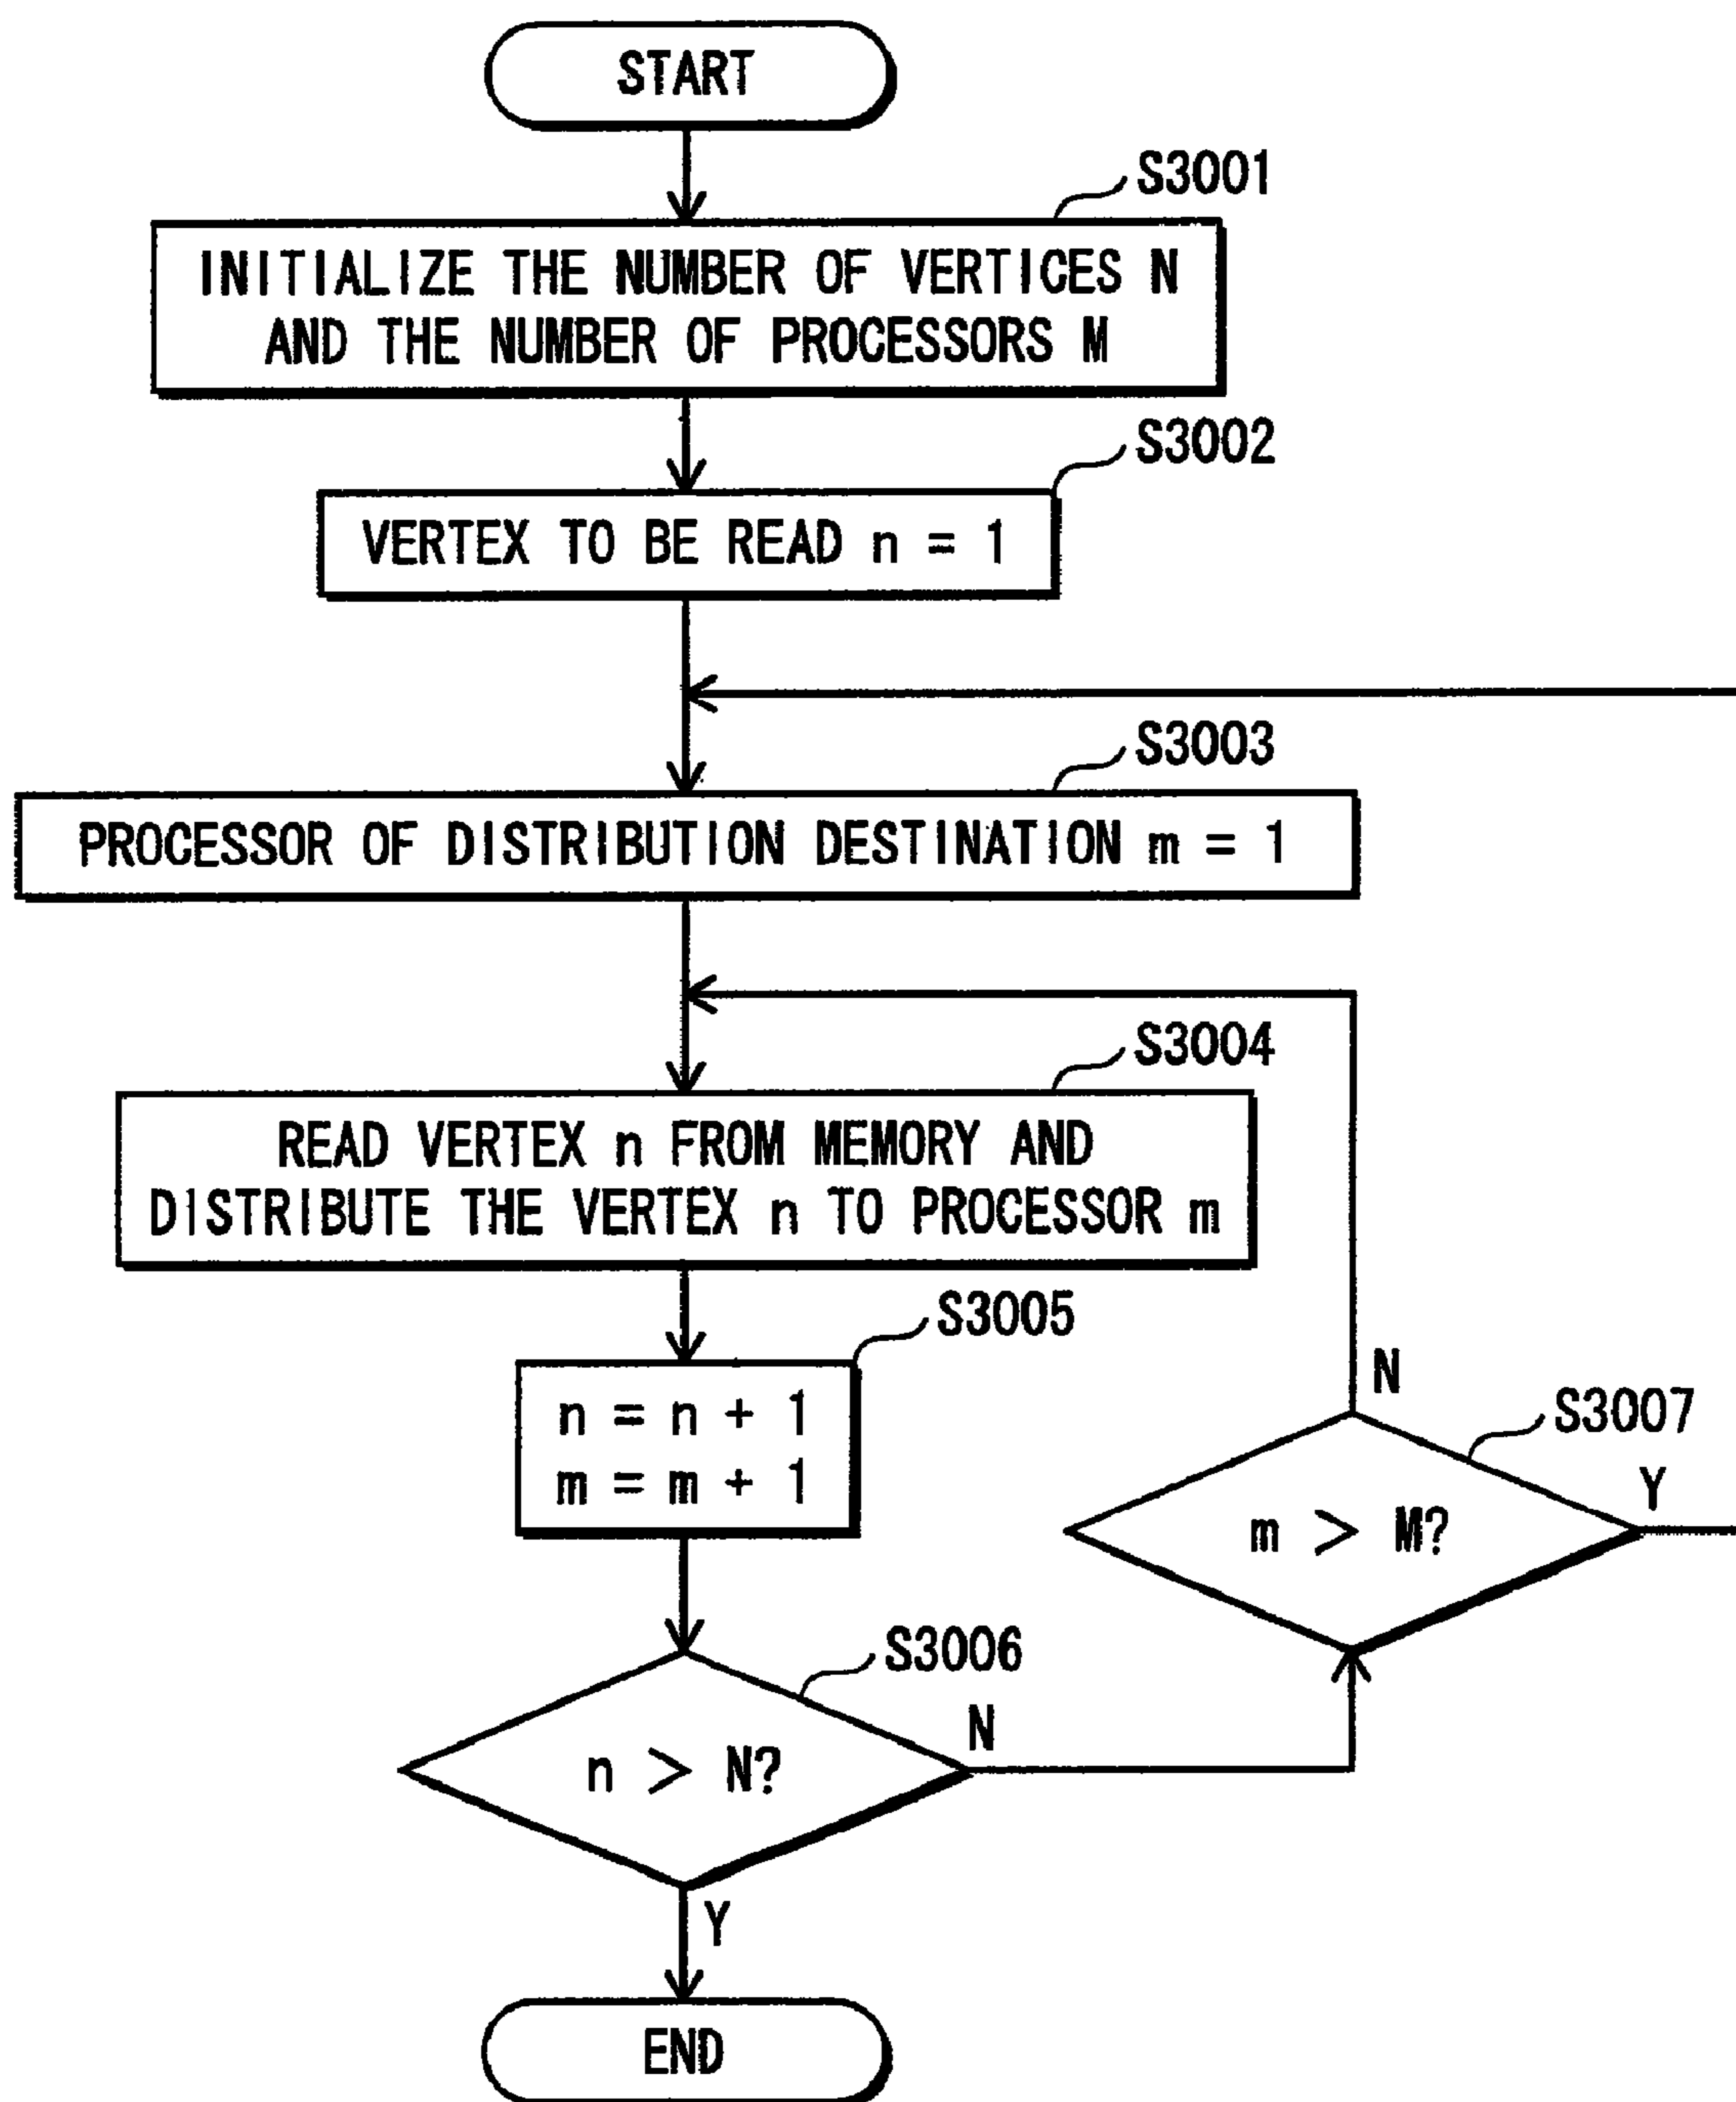 START
S3001
INITIALIZE THE NUMBER OF VERTICES N
AND THE NUMBER OF PROCESSORS M
S3002
VERTEX TO BE READ n = 1
S3003
PROCESSOR OF DISTRIBUTION DESTINATION m = 1
S3004
READ VERTEX n FROM MEMORY AND
DISTRIBUTE THE VERTEX n TO PROCESSOR m
S3005
n = n + 1
m = m + 1
N
S3007
Y
m > M?
S3006
N
n > N?
Y
END